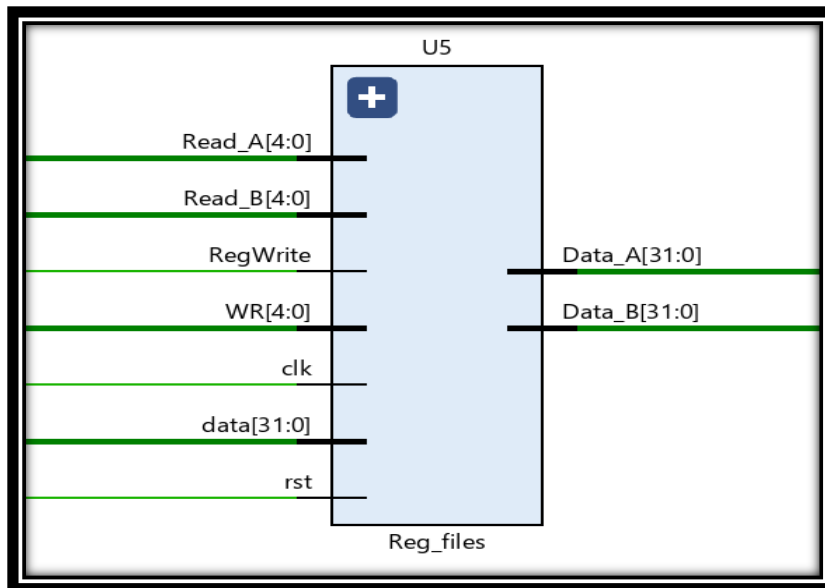 U5
Read_A[4:0]
Read_B[4:0]
RegWrite
Data_A[31:0]
WR[4:0]
Data_B[31:0]
clk
data[31:0]
rst
Reg_files